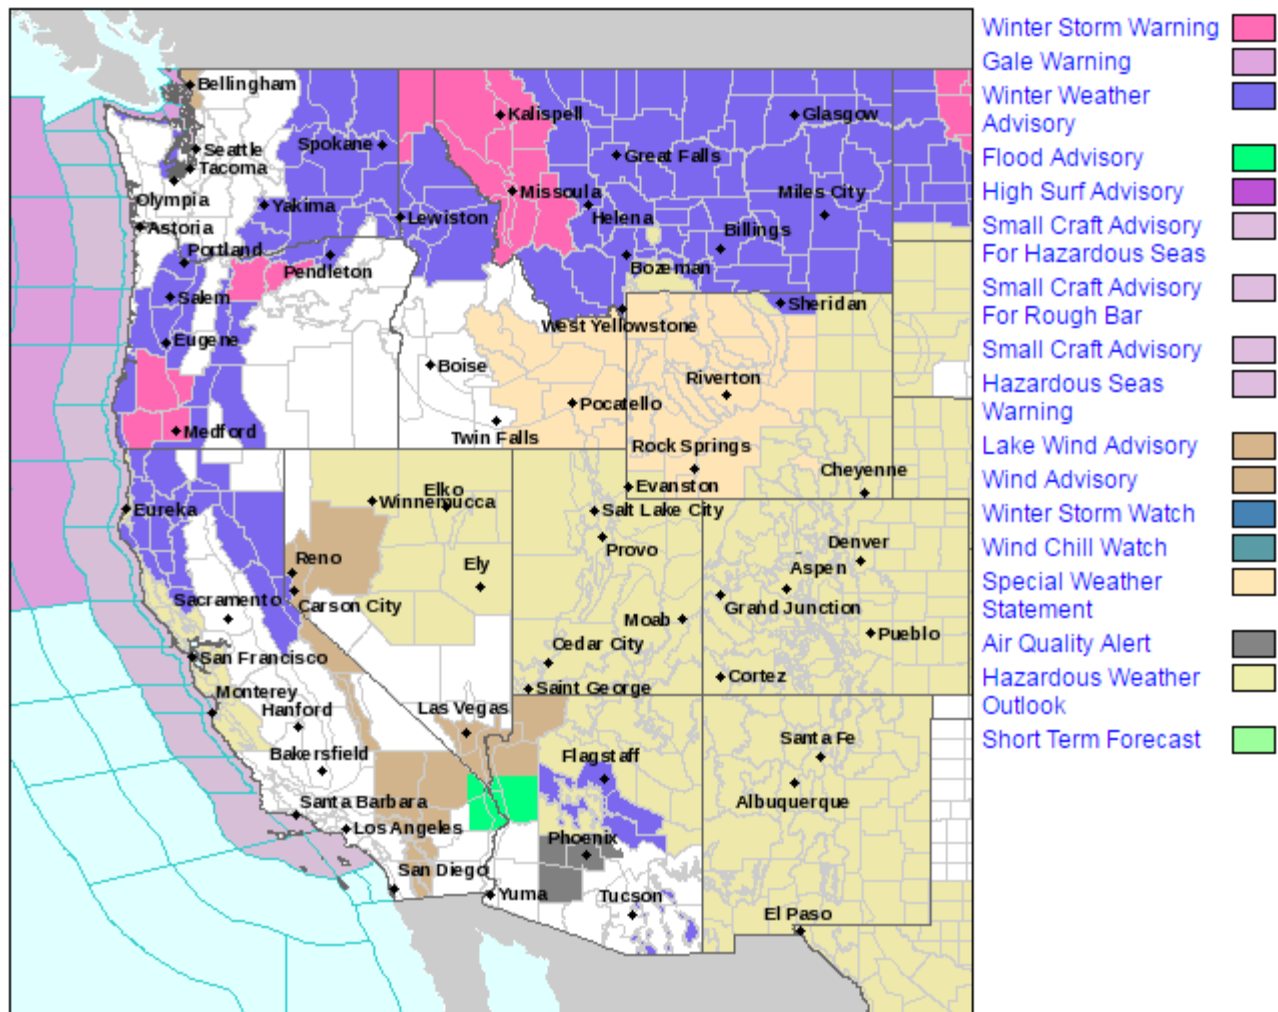 Bellingham
Seattle
Tacoma
Olympia
Spokane
Yakima
Astoria
Portland
Pendleton
Lewiston
Salem
Eugene
Medford
Kalispell
Glasgow
Great Falls
Missoula
Helena
Miles City
Billings
Bozeman
Sheridan
West Yellowstone
Boise
Riverton
Pocatello
Twin Falls
Rock Springs
Cheyenne
Evanston
Elko
Winnemucca
Eureka
Salt Lake City
Provo
Reno
Ely
Denver
Aspen
Sacramento
Carson City
Grand Junction
Moab
Pueblo
Cedar City
San Francisco
Cortez
Saint George
Monterey
Hanford
Las Vegas
Bakersfield
Flagstaff
Santa Fe
Albuquerque
Santa Barbara
Los Angeles
Phoenix
San Diego
Yuma
Tucson
El Paso
Winter Storm Warning
Gale Warning
Winter Weather
Advisory
Flood Advisory
High Surf Advisory
Small Craft Advisory
For Hazardous Seas
Small Craft Advisory
For Rough Bar
Small Craft Advisory
Hazardous Seas
Warning
Lake Wind Advisory
Wind Advisory
Winter Storm Watch
Wind Chill Watch
Special Weather
Statement
Air Quality Alert
Hazardous Weather
Outlook
Short Term Forecast